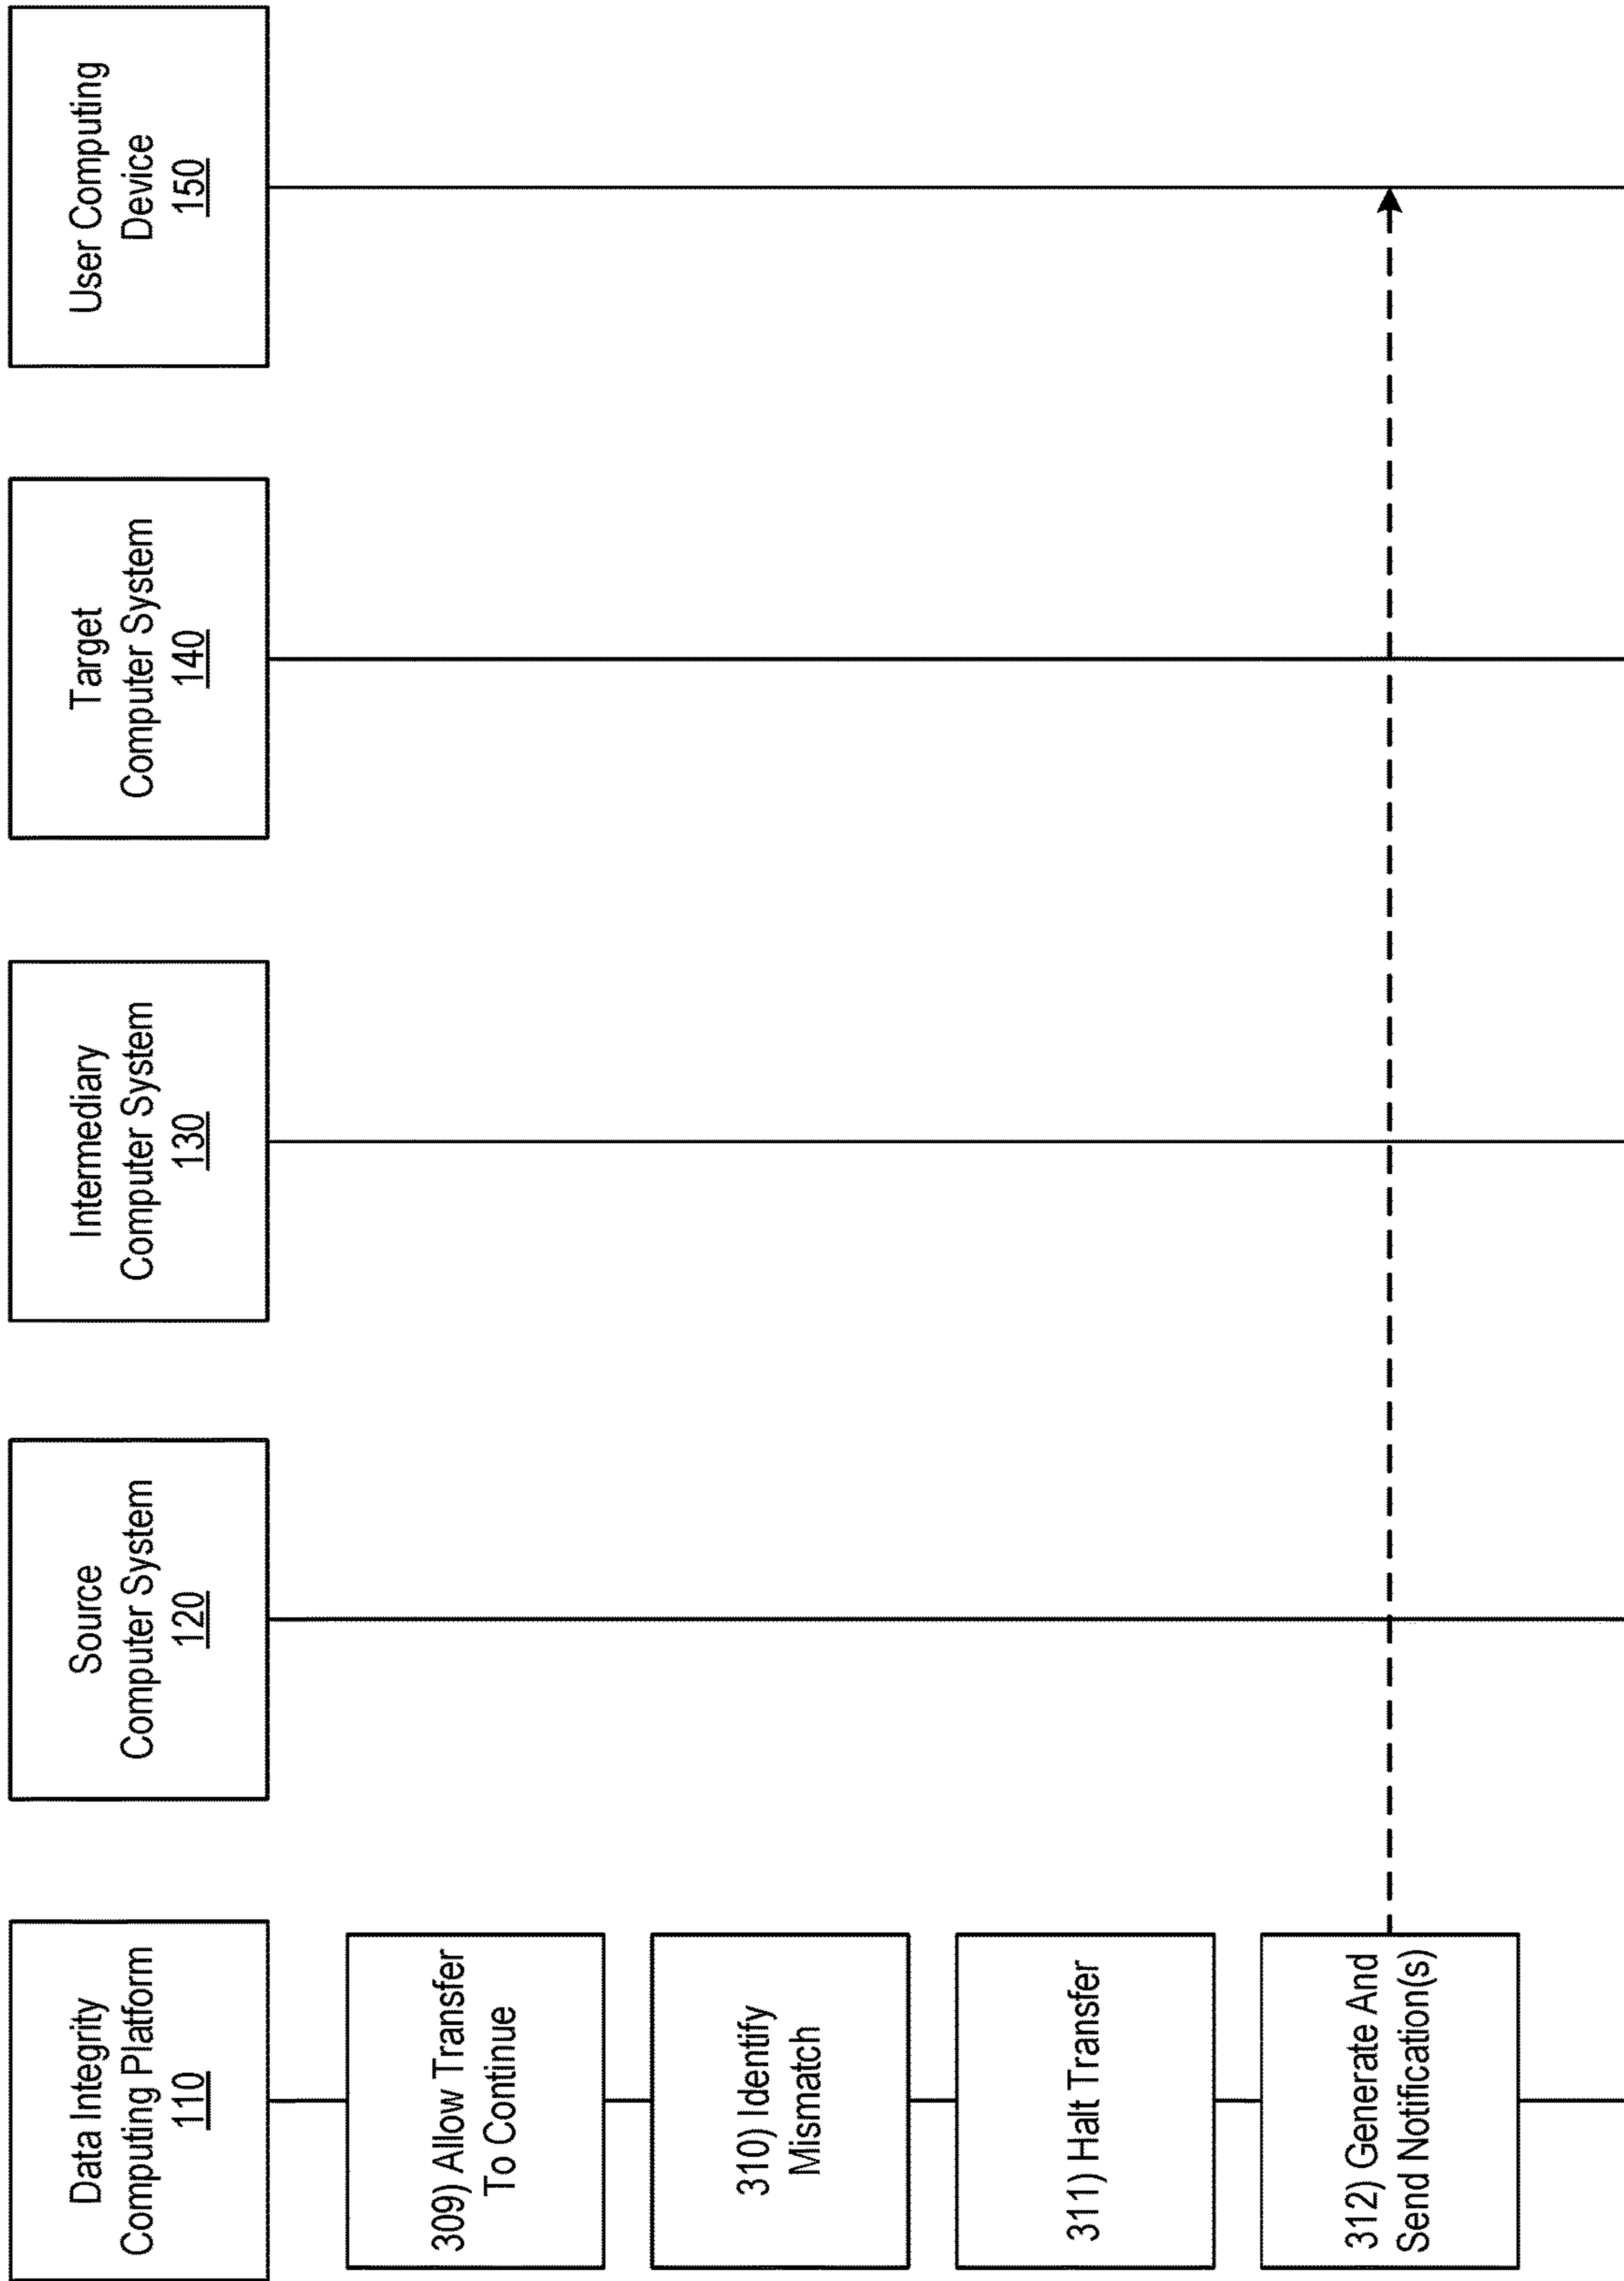 Data Integrity
Computing Platform
110
Source
Computer System
120
Intermediary
Computer System
130
Target
Computer System
140
User Computing
Device
150
309) Allow Transfer
To Continue
310) Identify
Mismatch
311) Halt Transfer
312) Generate And
Send Notification(s)